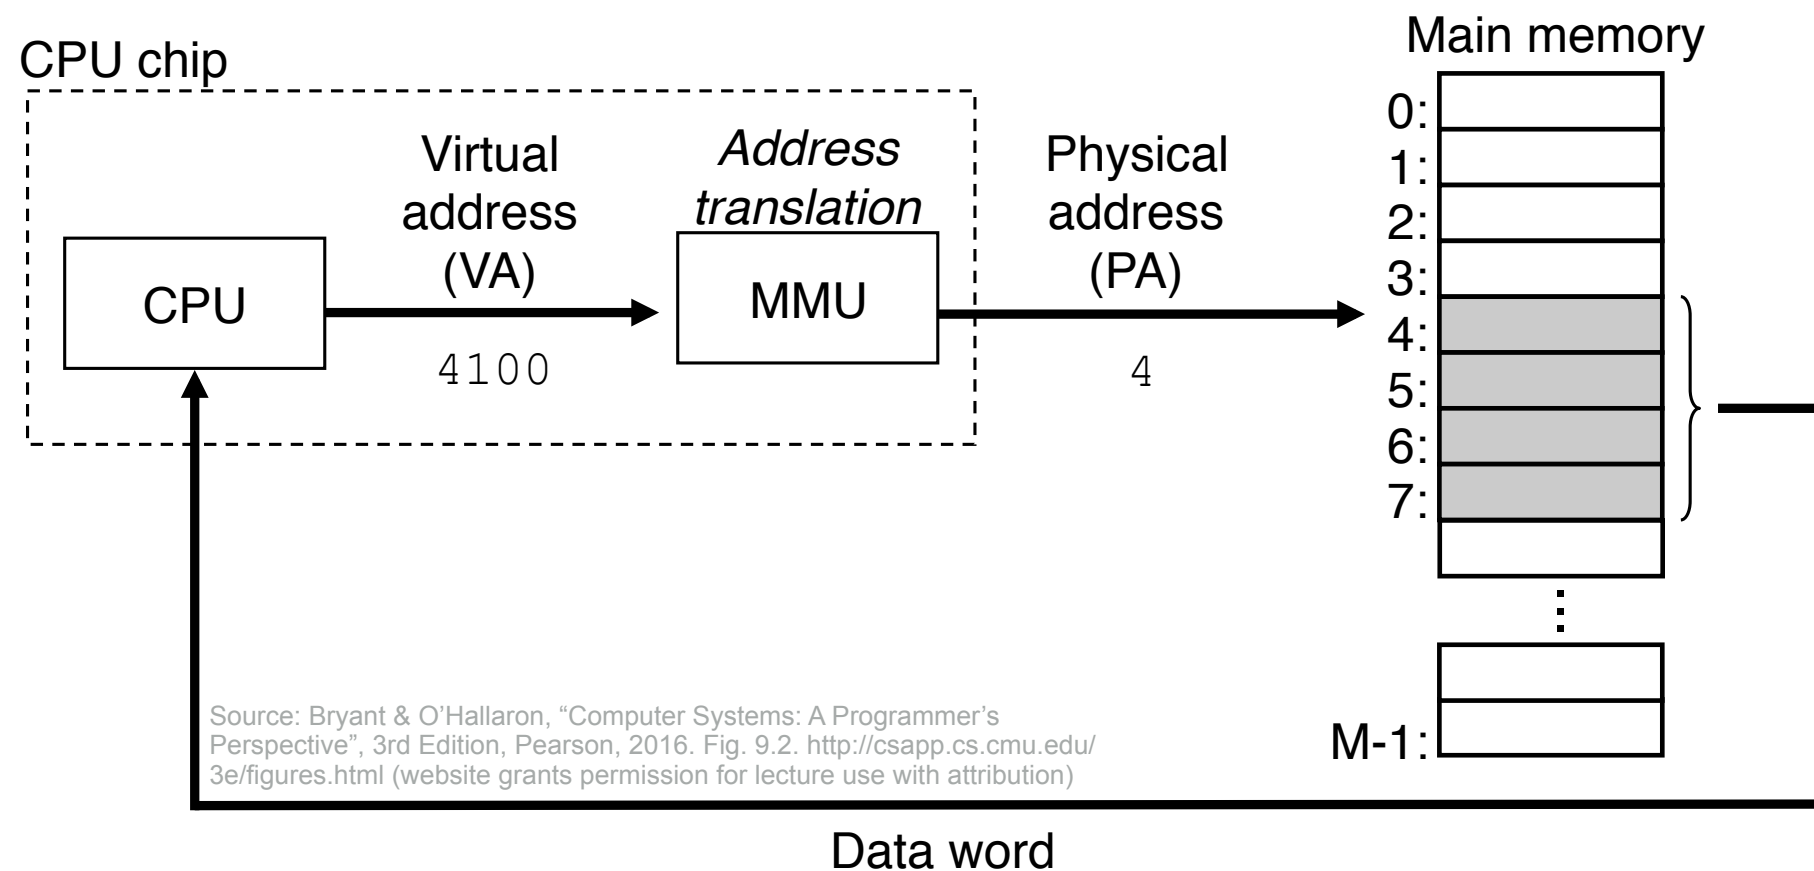 CPU chip
Main memory
Virtual
address
(VA)
Address
translation
Physical
address
(PA)
CPU
MMU
4100
4
0:
1:
2:
3:
4:
5:
6:
7:
M-1:
Source: Bryant & O’Hallaron, “Computer Systems: A Programmer’s
Perspective”, 3rd Edition, Pearson, 2016. Fig. 9.2. http://csapp.cs.cmu.edu/
3e/figures.html (website grants permission for lecture use with attribution)
Data word